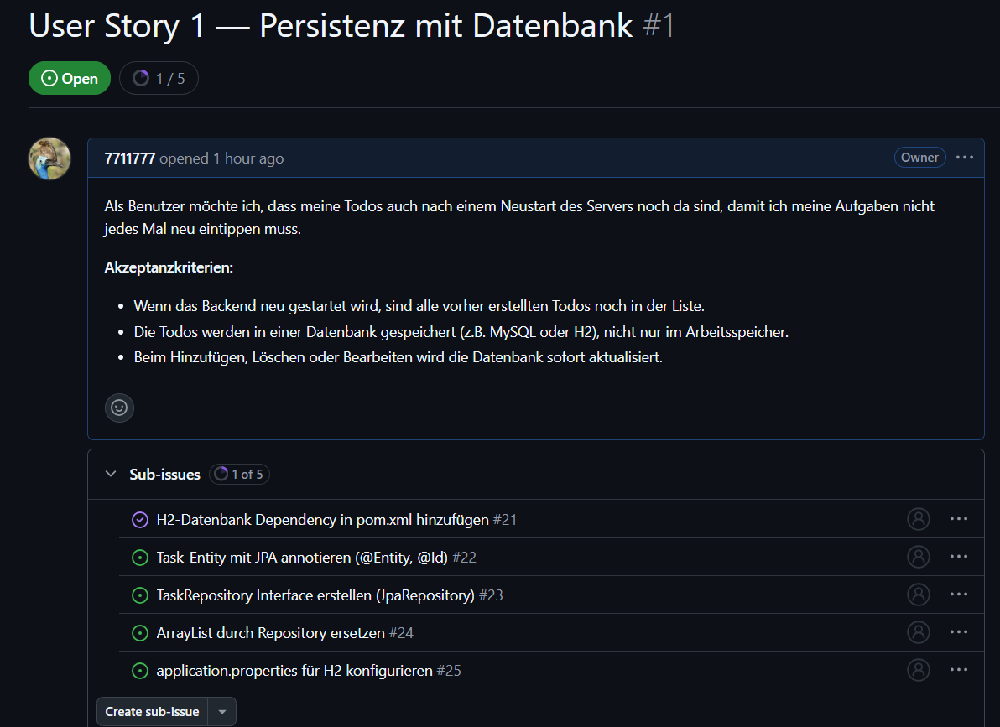 User Story 1 — Persistenz mit Datenbank #1
Open 1 / 5
7711777 opened 1 hour ago Owner
Als Benutzer möchte ich, dass meine Todos auch nach einem Neustart des Servers noch da sind, damit ich meine Aufgaben nicht
jedes Mal neu eintippen muss.
Akzeptanzkriterien:
• Wenn das Backend neu gestartet wird, sind alle vorher erstellten Todos noch in der Liste.
• Die Todos werden in einer Datenbank gespeichert (z.B. MySQL oder H2), nicht nur im Arbeitsspeicher.
• Beim Hinzufügen, Löschen oder Bearbeiten wird die Datenbank sofort aktualisiert.
Sub-issues 1 of 5
H2-Datenbank Dependency in pom.xml hinzufügen #21
Task-Entity mit JPA annotieren (@Entity, @Id) #22
TaskRepository Interface erstellen (JpaRepository) #23
ArrayList durch Repository ersetzen #24
application.properties für H2 konfigurieren #25
Create sub-issue